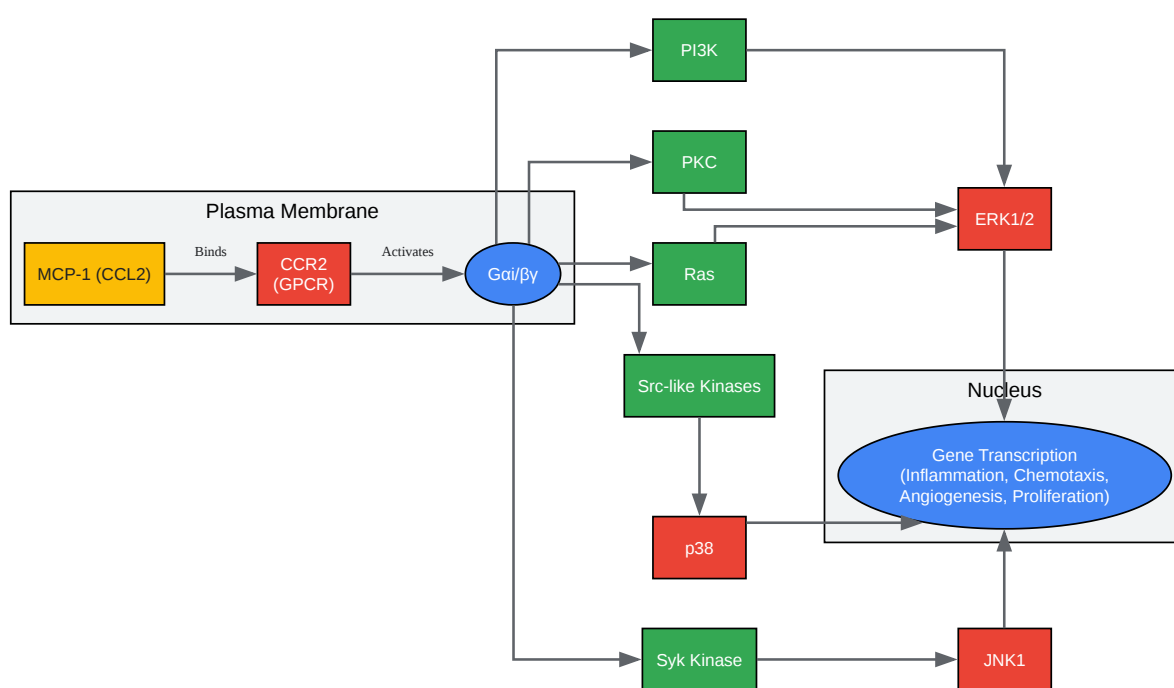 PI3K
PKC
ERK1/2
Plasma Membrane
MCP-1 (CCL2)
Binds
CCR2
(GPCR)
Activates
Gαi/βγ
Ras
Src-like Kinases
Nucleus
Gene Transcription
(Inflammation, Chemotaxis,
Angiogenesis, Proliferation)
p38
Syk Kinase
JNK1